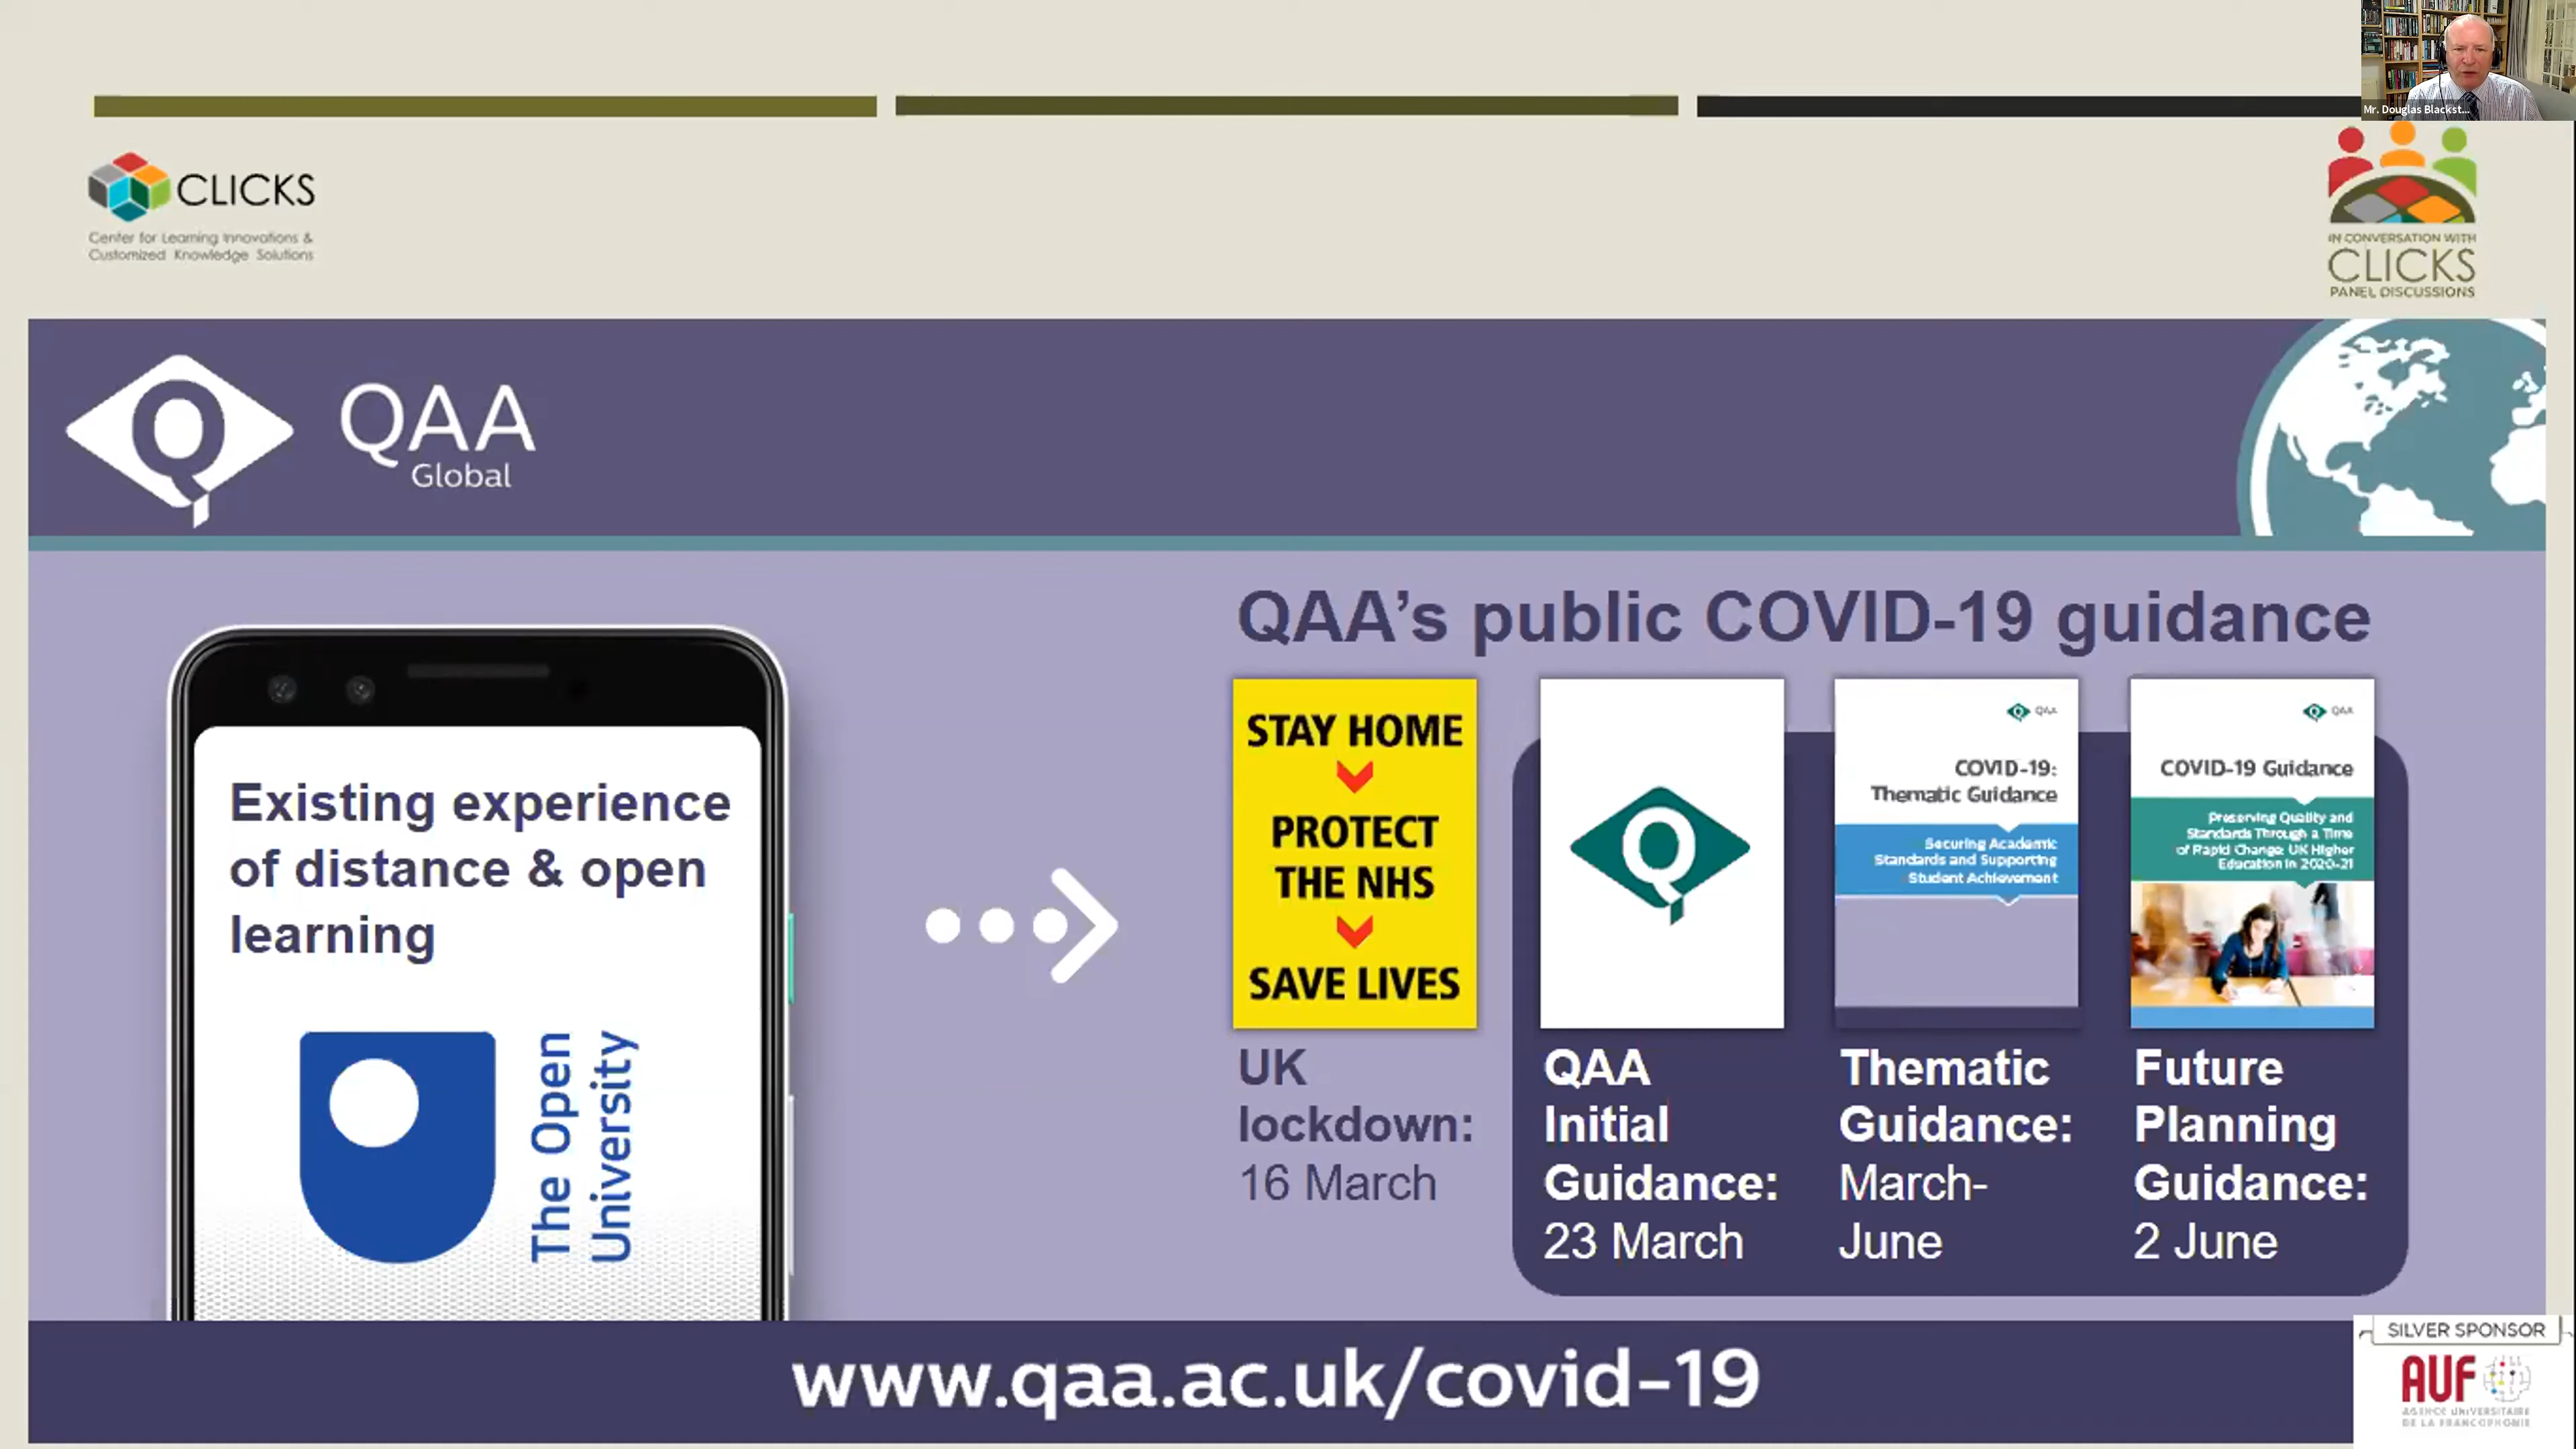 Mr. Douglas Blackst...
CLICKS
Center for Learning Innovations &
Customized Knowledge Solutions
IN CONVERSATION WITH
CLICKS
PANEL DISCUSSIONS
Q
QAA
Global
QAA's public COVID-19 guidance
Existing experience
of distance & open
learning
The Open
University
STAY HOME
PROTECT
THE NHS
SAVE LIVES
UK
lockdown:
16 March
Q
QAA
Initial
Guidance:
23 March
QAA
COVID-19:
Thematic Guidance
Securing Academic
Standards and Supporting
Student Achievement
Thematic
Guidance:
March-
June
QAA
COVID-19 Guidance
Preserving Quality and
Standards Through a Time
of Rapid Change: UK Higher
Education in 2020-21
Future
Planning
Guidance:
2 June
www.qaa.ac.uk/covid-19
SILVER SPONSOR
AUF
AGENCE UNIVERSITAIRE
DE LA FRANCOPHONIE